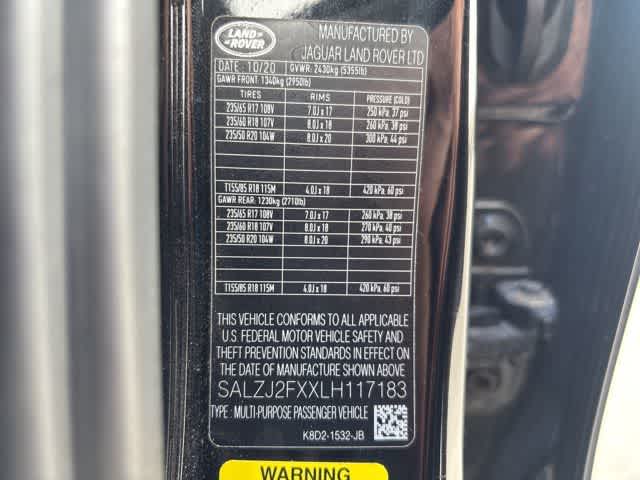 LAND
ROVER
MANUFACTURED BY
JAGUAR LAND ROVER LTD
DATE: 10/20 GVWR: 2430kg (5355lb)
GAWR FRONT: 1340kg (2950lb)
TIRES RIMS PRESSURE (COLD)
235/65 R17 108V 7.0J x 17 250 kPa, 37 psi
235/60 R18 107V 8.0J x 18 260 kPa, 38 psi
235/50 R20 104W 8.0J x 20 300 kPa, 44 psi
T155/85 R18 115M 4.0J x 18 420 kPa, 60 psi
GAWR REAR: 1230kg (2710lb)
235/65 R17 108V 7.0J x 17 260 kPa, 38 psi
235/60 R18 107V 8.0J x 18 270 kPa, 40 psi
235/50 R20 104W 8.0J x 20 290 kPa, 43 psi
T155/85 R18 115M 4.0J x 18 420 kPa, 60 psi
THIS VEHICLE CONFORMS TO ALL APPLICABLE
U.S. FEDERAL MOTOR VEHICLE SAFETY AND
THEFT PREVENTION STANDARDS IN EFFECT ON
THE DATE OF MANUFACTURE SHOWN ABOVE
SALZJ2FXXLH117183
TYPE : MULTI-PURPOSE PASSENGER VEHICLE
K8D2-1532-JB
WARNING